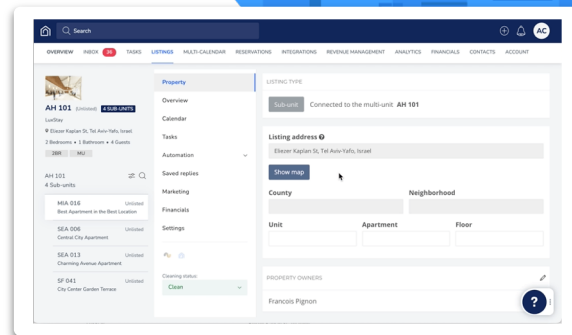 Search
AC
OVERVIEW INBOX 36 TASKS LISTINGS MULTI-CALENDAR RESERVATIONS INTEGRATIONS REVENUE MANAGEMENT ANALYTICS FINANCIALS CONTACTS ACCOUNT
AH 101 (Unlisted) 4 SUB-UNITS
LuxStay
Eliezer Kaplan St, Tel Aviv-Yafo, Israel
2 Bedrooms • 1 Bathroom • 4 Guests
2BR MU
AH 101
4 Sub-units
MIA 016 Unlisted
Best Apartment in the Best Location
SEA 006 Unlisted
Central City Apartment
SEA 013 Unlisted
Charming Avenue Apartment
SF 041 Unlisted
City Center Garden Terrace
Property
Overview
Calendar
Tasks
Automation
Saved replies
Marketing
Financials
Settings
Cleaning status:
Clean
LISTING TYPE
Sub-unit Connected to the multi-unit AH 101
Listing address ?
Eliezer Kaplan St, Tel Aviv-Yafo, Israel
Show map
County Neighborhood
Unit Apartment Floor
PROPERTY OWNERS
Francois Pignon
?